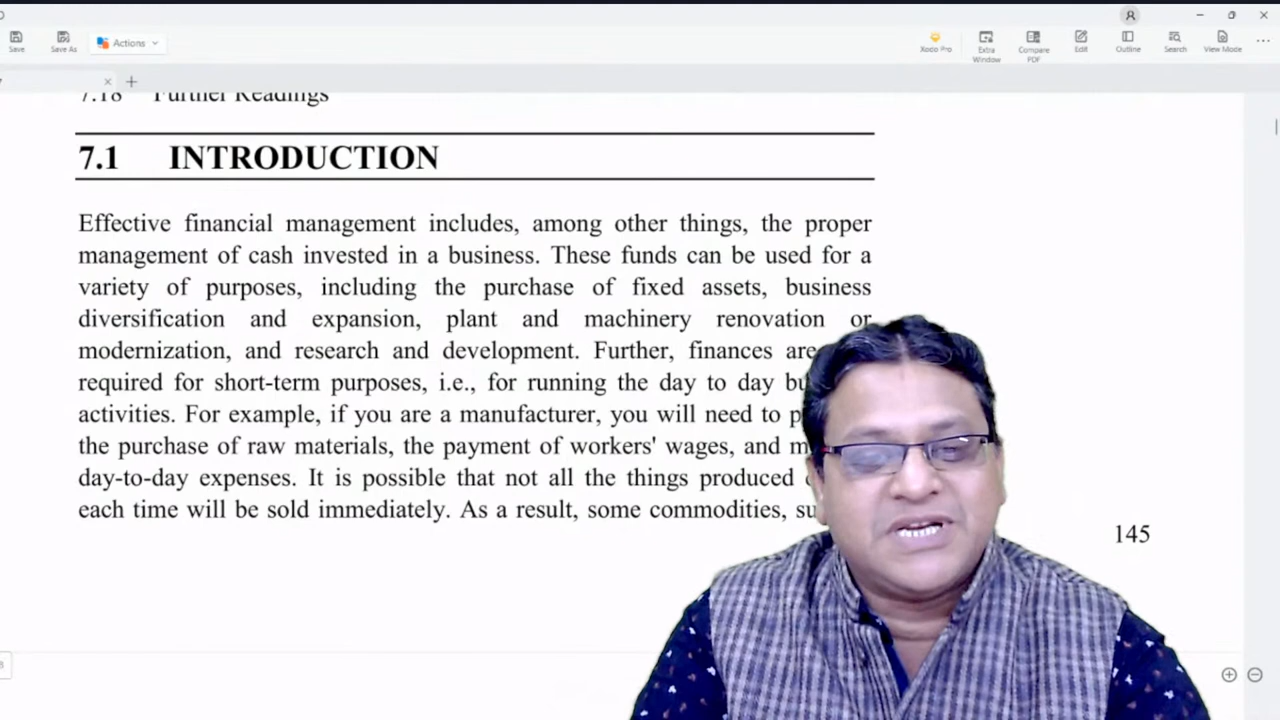 Save
Save As
Actions
Xodo Pro
Extra Window
Compare PDF
Edit
Outline
Search
View Mode
7.18 Further Readings
7.1 INTRODUCTION
Effective financial management includes, among other things, the proper
management of cash invested in a business. These funds can be used for a
variety of purposes, including the purchase of fixed assets, business
diversification and expansion, plant and machinery renovation or
modernization, and research and development. Further, finances are
required for short-term purposes, i.e., for running the day to day bu
activities. For example, if you are a manufacturer, you will need to p
the purchase of raw materials, the payment of workers' wages, and m
day-to-day expenses. It is possible that not all the things produced
each time will be sold immediately. As a result, some commodities, su
145